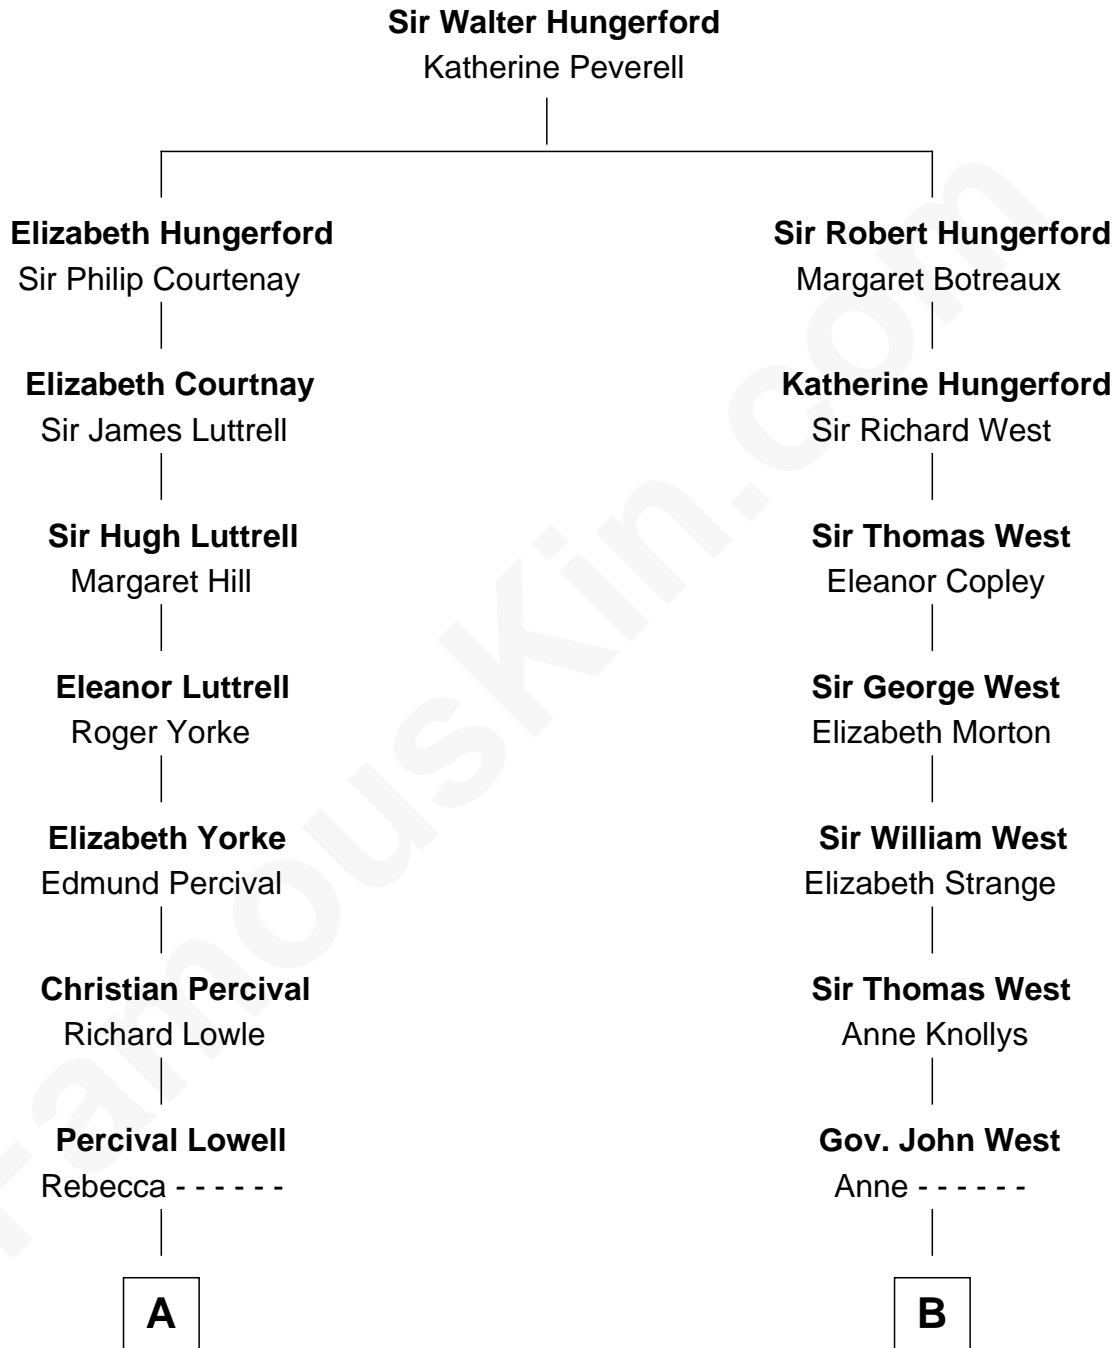 Sir Walter Hungerford
Katherine Peverell
Elizabeth Hungerford
Sir Philip Courtenay
Sir Robert Hungerford
Margaret Botreaux
Elizabeth Courtnay
Sir James Luttrell
Katherine Hungerford
Sir Richard West
Sir Hugh Luttrell
Margaret Hill
Sir Thomas West
Eleanor Copley
Eleanor Luttrell
Roger Yorke
Sir George West
Elizabeth Morton
Elizabeth Yorke
Edmund Percival
Sir William West
Elizabeth Strange
Christian Percival
Richard Lowle
Sir Thomas West
Anne Knollys
Percival Lowell
Rebecca - - - - - -
Gov. John West
Anne - - - - - -
A
B
FamousKin.com